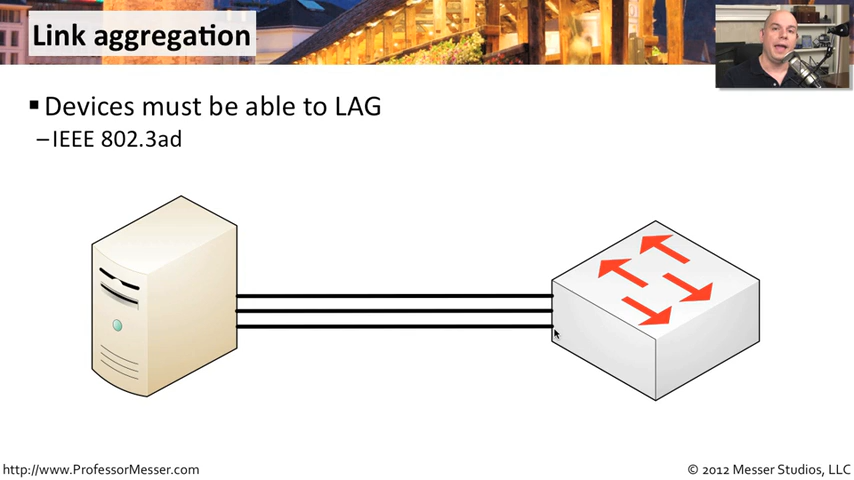 Link aggregation
▪ Devices must be able to LAG
–IEEE 802.3ad
http://www.ProfessorMesser.com
© 2012 Messer Studios, LLC